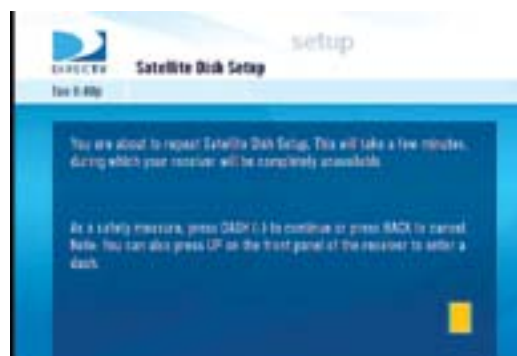 setup
DIRECTV
Satellite Dish Setup
You are about to repeat Satellite Dish Setup. This will take a few minutes,
during which your receiver will be completely unavailable.
As a safety measure, press DASH (-) to continue or press BACK to cancel.
Note: You can also press UP on the front panel of the receiver to enter a
dash.